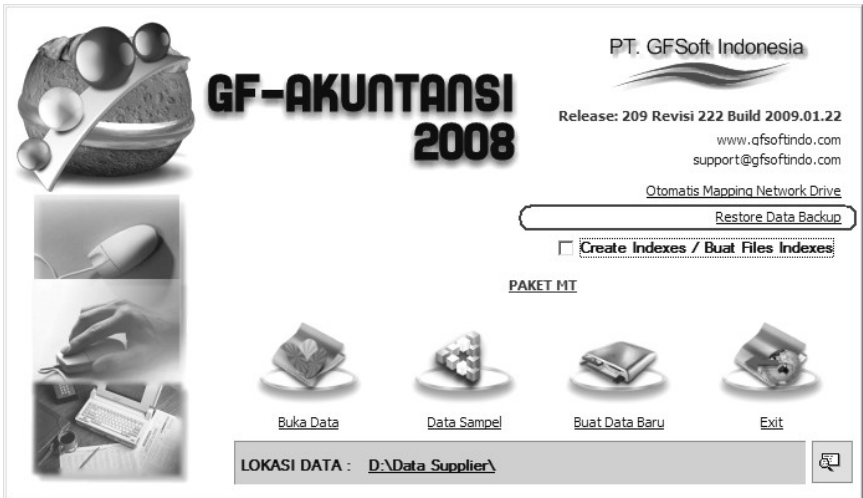 PT. GFSoft Indonesia
GF-AKUNTANSI
2008
Release: 209 Revisi 222 Build 2009.01.22
www.gfsoftindo.com
support@gfsoftindo.com
Otomatis Mapping Network Drive
Restore Data Backup
Create Indexes / Buat Files Indexes
PAKET MT
Buka Data Data Sampel Buat Data Baru Exit
LOKASI DATA : D:\Data Supplier\